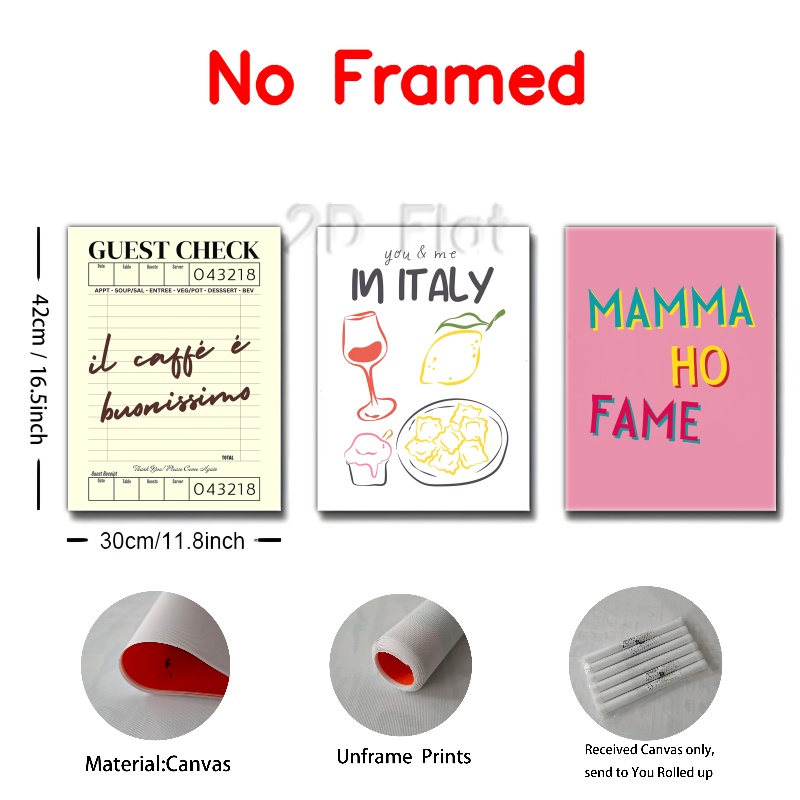 No Framed
2D Flat
GUEST CHECK
Date Table Guests Server 043218
APPT - SOUP/SAL - ENTREE - VEG/POT - DESSSERT - BEV
il caffé é
buonissimo
TOTAL
Guest Receipt
Thank You! Please Come Again
Date Table Guests Server 043218
you & me
IN ITALY
MAMMA
HO
FAME
42cm / 16.5inch
30cm/11.8inch
Material:Canvas
Unframe Prints
Received Canvas only,
send to You Rolled up